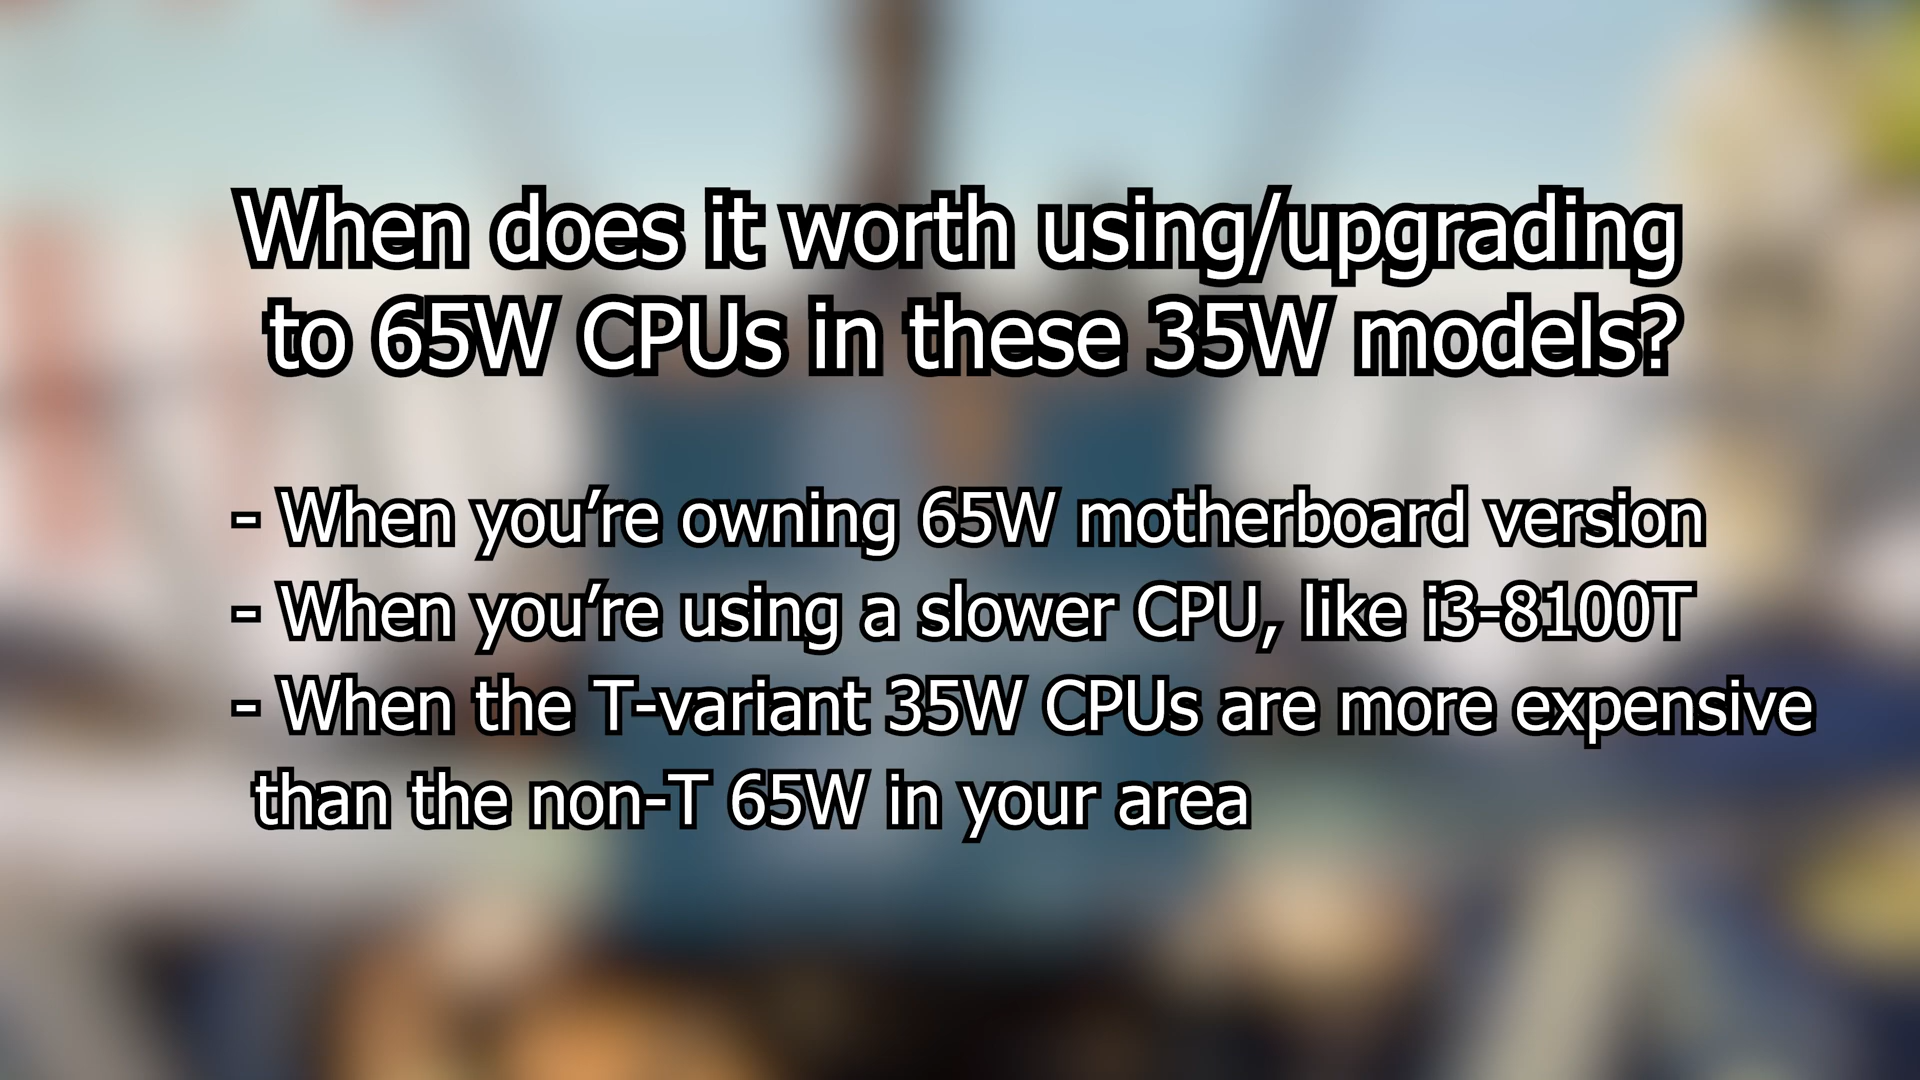 When does it worth using/upgrading
to 65W CPUs in these 35W models?
- When you’re owning 65W motherboard version
- When you’re using a slower CPU, like i3-8100T
- When the T-variant 35W CPUs are more expensive
than the non-T 65W in your area